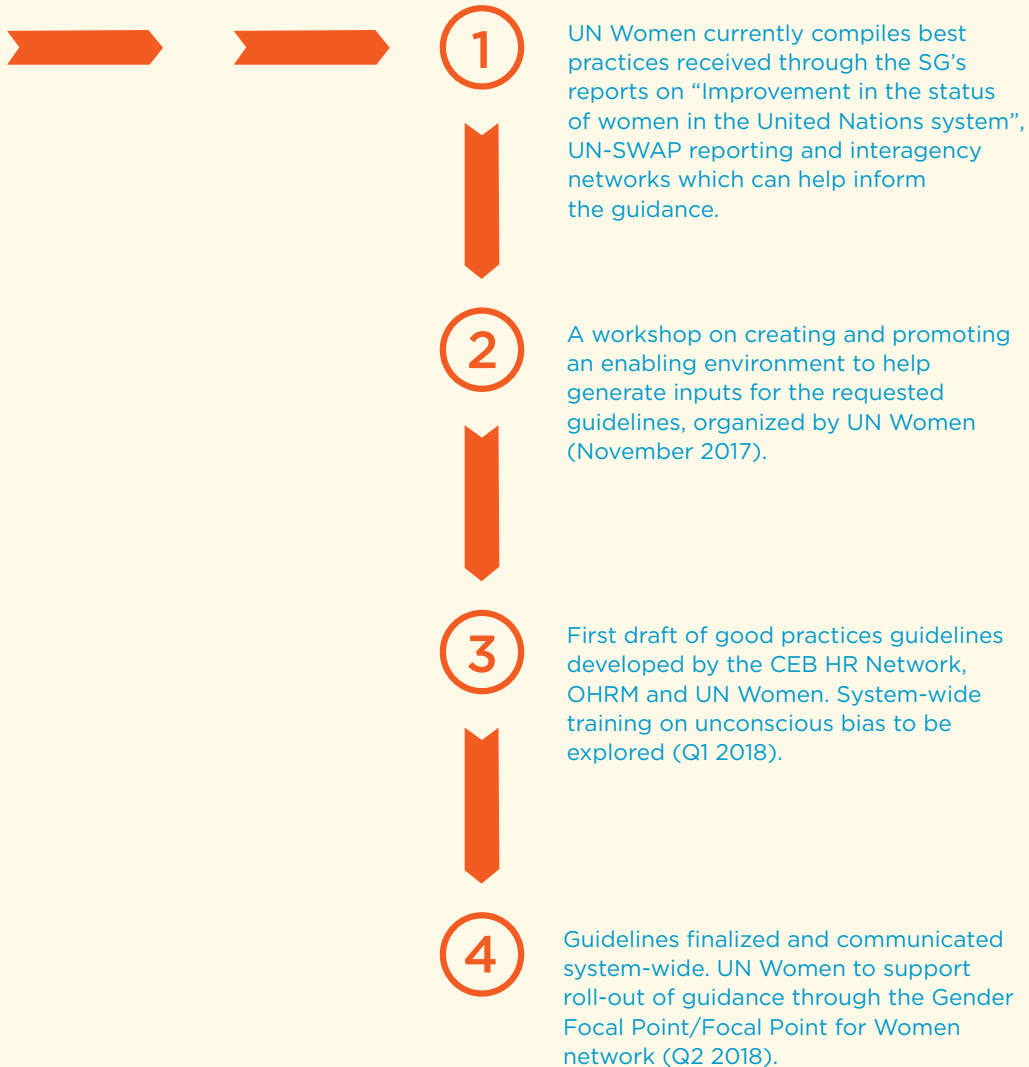 1
UN Women currently compiles best
practices received through the SG’s
reports on “Improvement in the status
of women in the United Nations system”,
UN-SWAP reporting and interagency
networks which can help inform
the guidance.
2
A workshop on creating and promoting
an enabling environment to help
generate inputs for the requested
guidelines, organized by UN Women
(November 2017).
3
First draft of good practices guidelines
developed by the CEB HR Network,
OHRM and UN Women. System-wide
training on unconscious bias to be
explored (Q1 2018).
4
Guidelines finalized and communicated
system-wide. UN Women to support
roll-out of guidance through the Gender
Focal Point/Focal Point for Women
network (Q2 2018).